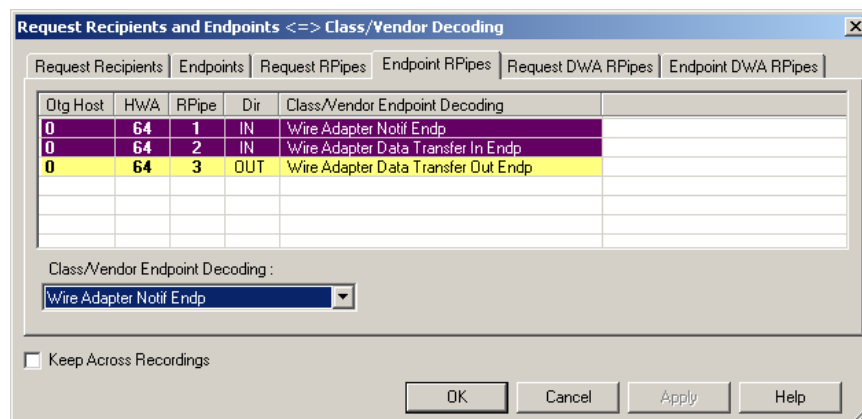 Request Recipients and Endpoints <=> Class/Vendor Decoding
Request Recipients Endpoints Request RPipes Endpoint RPipes Request DWA RPipes Endpoint DWA RPipes
Otg Host HWA RPipe Dir Class/Vendor Endpoint Decoding
0 64 1 IN Wire Adapter Notif Endp
0 64 2 IN Wire Adapter Data Transfer In Endp
0 64 3 OUT Wire Adapter Data Transfer Out Endp
Class/Vendor Endpoint Decoding :
Wire Adapter Notif Endp
Keep Across Recordings
OK Cancel Apply Help